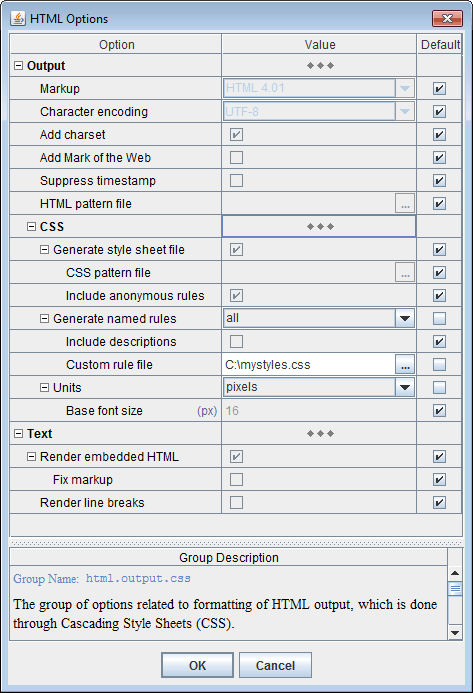 HTML Options
Option Value Default
Output
Markup HTML 4.01
Character encoding UTF-8
Add charset
Add Mark of the Web
Suppress timestamp
HTML pattern file ...
CSS
Generate style sheet file
CSS pattern file ...
Include anonymous rules
Generate named rules all
Include descriptions
Custom rule file C:\mystyles.css ...
Units pixels
Base font size (px) 16
Text
Render embedded HTML
Fix markup
Render line breaks
Group Description
Group Name: html.output.css
The group of options related to formatting of HTML output, which is done
through Cascading Style Sheets (CSS).
OK Cancel